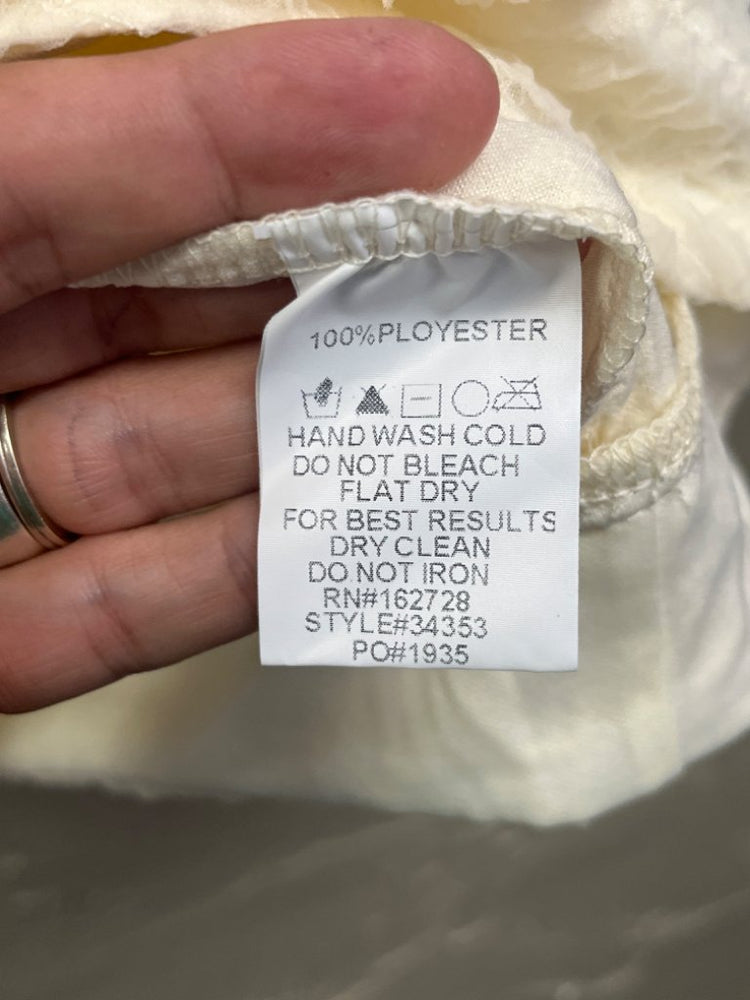 100%PLOYESTER
HAND WASH COLD
DO NOT BLEACH
FLAT DRY
FOR BEST RESULTS
DRY CLEAN
DO NOT IRON
RN#162728
STYLE#34353
PO#1935